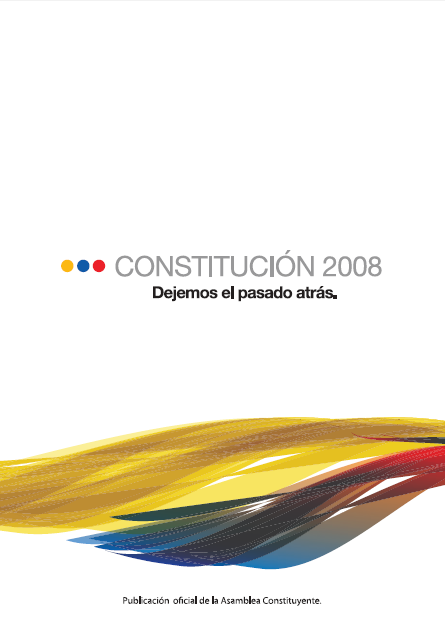 CONSTITUCIÓN 2008
Dejemos el pasado atrás.
Publicación oficial de la Asamblea Constituyente.